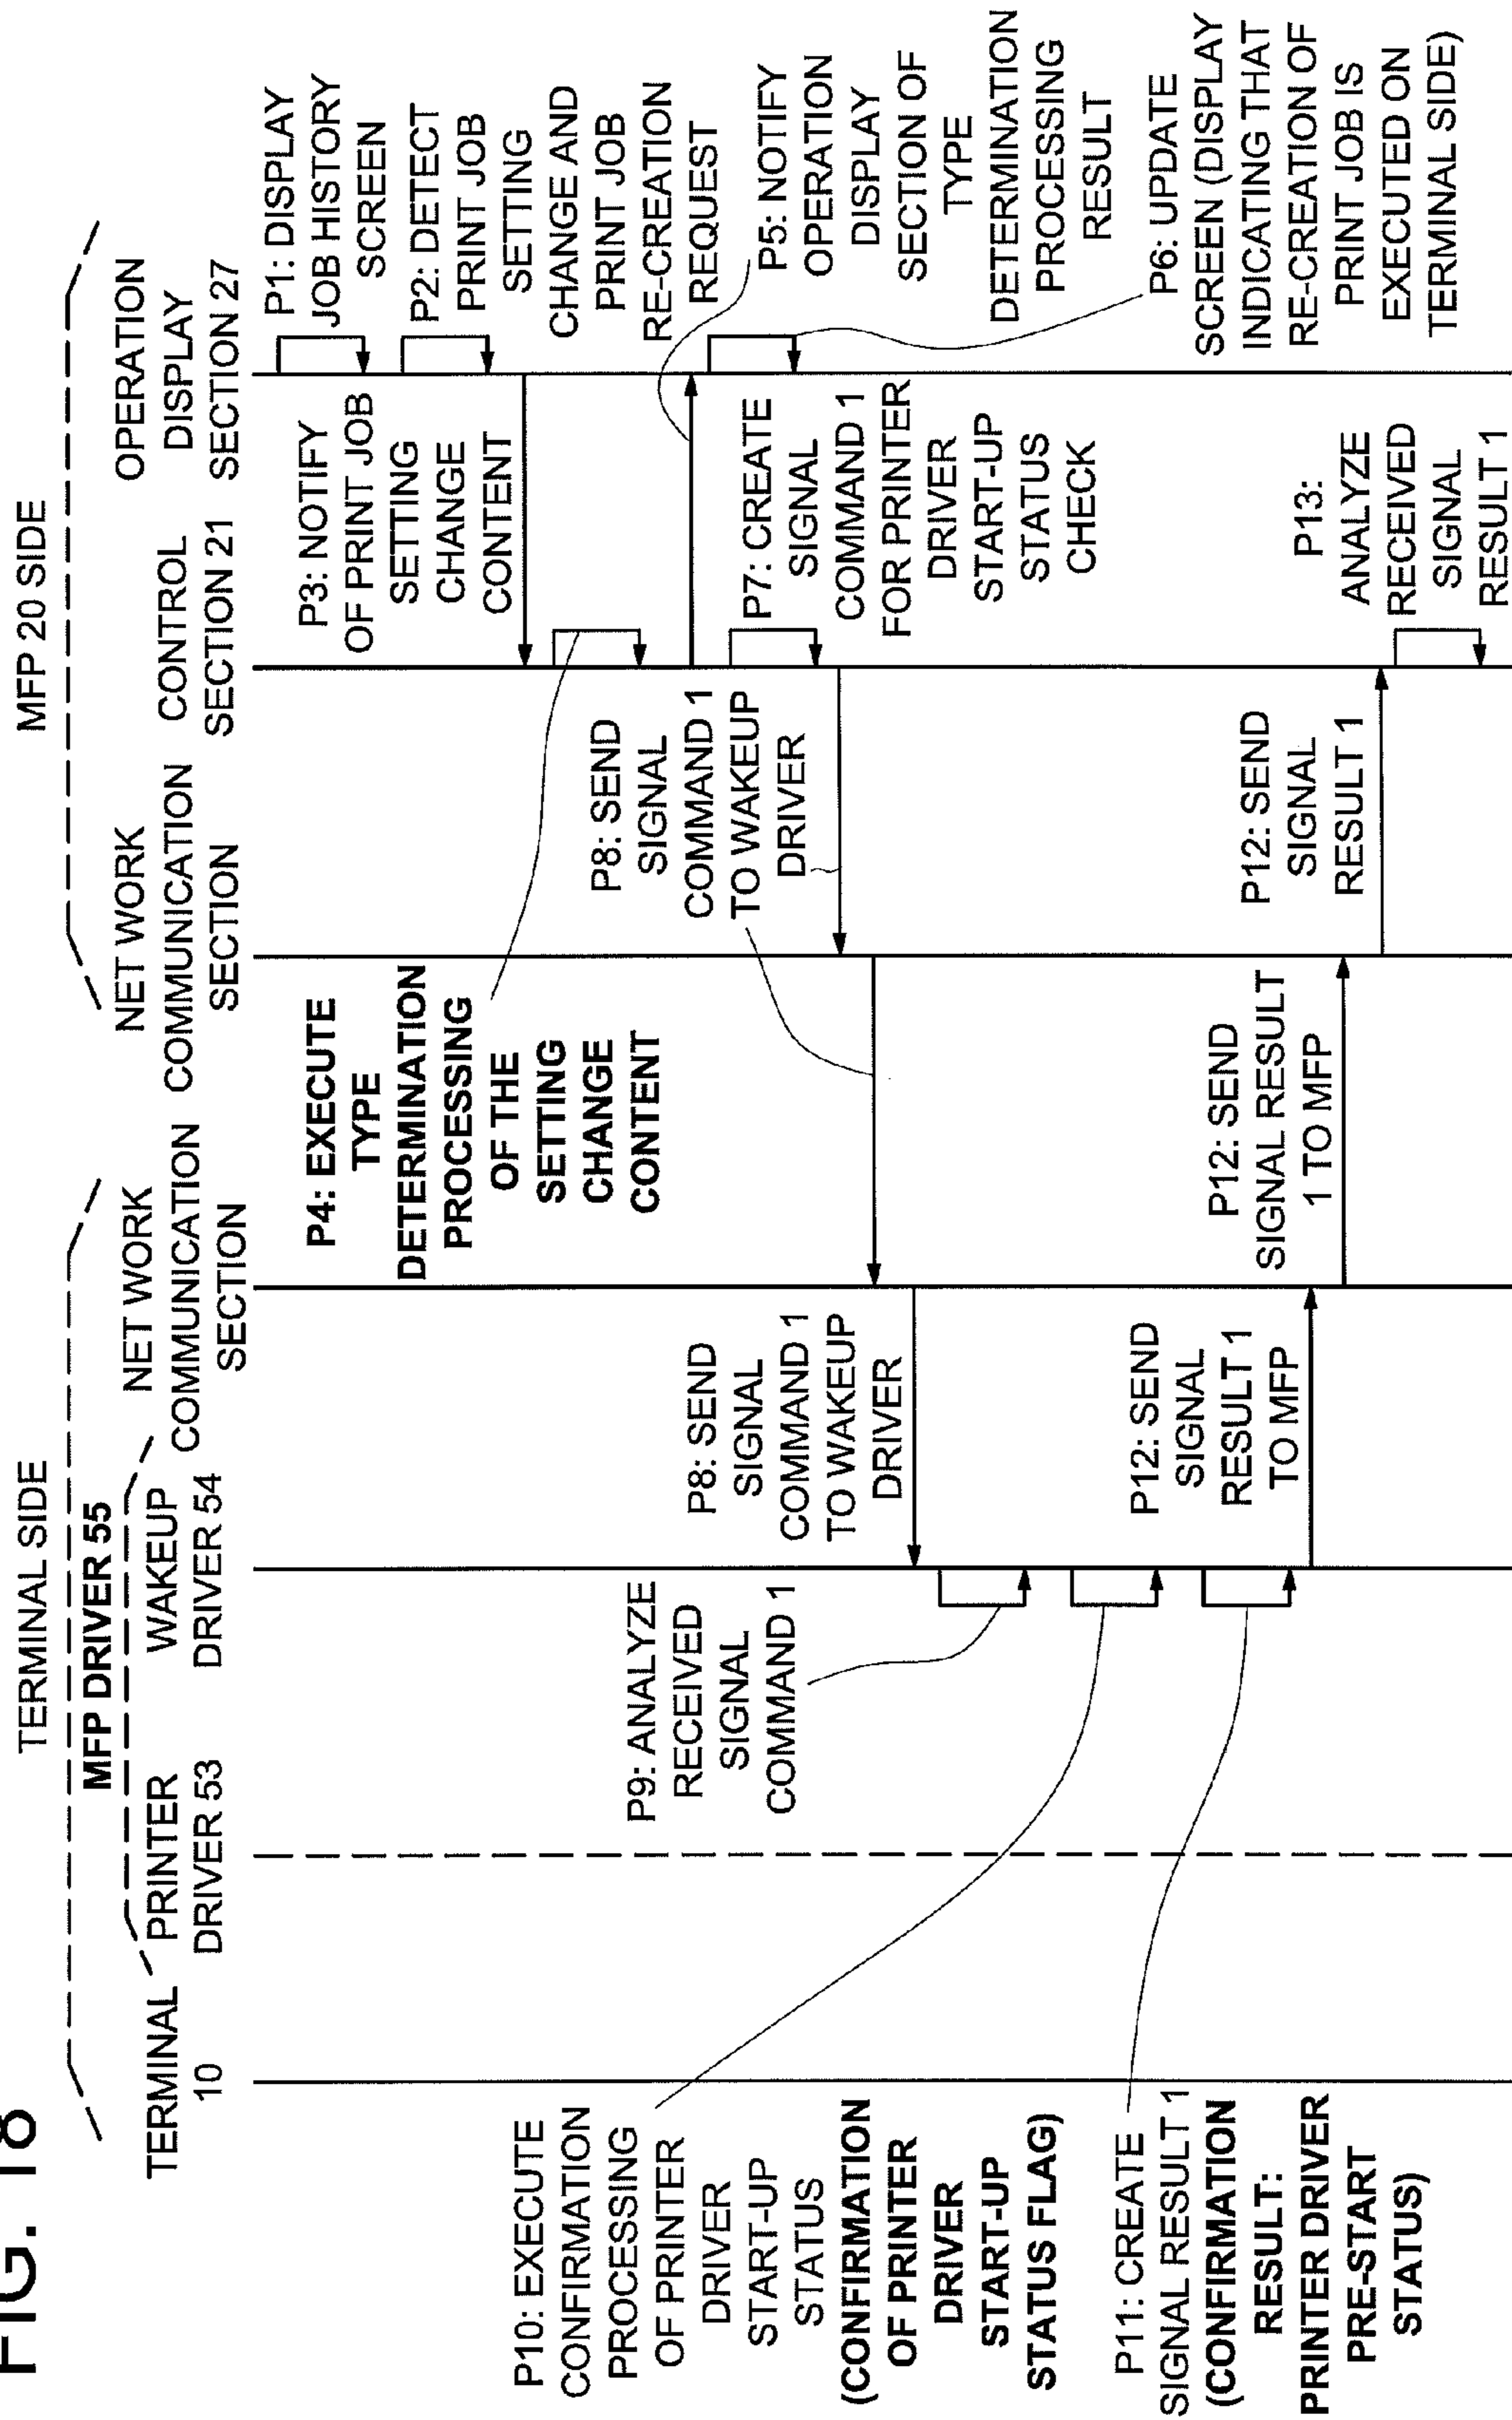 FIG. 18
TERMINAL SIDE
MFP DRIVER 55
TERMINAL
10
PRINTER
DRIVER 53
WAKEUP
DRIVER 54
NET WORK
COMMUNICATION
SECTION
MFP 20 SIDE
NET WORK
COMMUNICATION
SECTION
CONTROL
SECTION 21
OPERATION
DISPLAY
SECTION 27
P1: DISPLAY
JOB HISTORY
SCREEN
P2: DETECT
PRINT JOB
SETTING
CHANGE AND
PRINT JOB
RE-CREATION
REQUEST
P3: NOTIFY
OF PRINT JOB
SETTING
CHANGE
CONTENT
P4: EXECUTE
TYPE
DETERMINATION
PROCESSING
OF THE
SETTING
CHANGE
CONTENT
P5: NOTIFY
OPERATION
DISPLAY
SECTION OF
TYPE
DETERMINATION
PROCESSING
RESULT
P6: UPDATE
SCREEN (DISPLAY
INDICATING THAT
RE-CREATION OF
PRINT JOB IS
EXECUTED ON
TERMINAL SIDE)
P7: CREATE
SIGNAL
COMMAND 1
FOR PRINTER
DRIVER
START-UP
STATUS
CHECK
P8: SEND
SIGNAL
COMMAND 1
TO WAKEUP
DRIVER
P8: SEND
SIGNAL
COMMAND 1
TO WAKEUP
DRIVER
P9: ANALYZE
RECEIVED
SIGNAL
COMMAND 1
P10: EXECUTE
CONFIRMATION
PROCESSING
OF PRINTER
DRIVER
START-UP
STATUS
(CONFIRMATION
OF PRINTER
DRIVER
START-UP
STATUS FLAG)
P11: CREATE
SIGNAL RESULT 1
(CONFIRMATION
RESULT:
PRINTER DRIVER
PRE-START
STATUS)
P12: SEND
SIGNAL
RESULT 1
TO MFP
P12: SEND
SIGNAL RESULT
1 TO MFP
P12: SEND
SIGNAL
RESULT 1
P13:
ANALYZE
RECEIVED
SIGNAL
RESULT 1